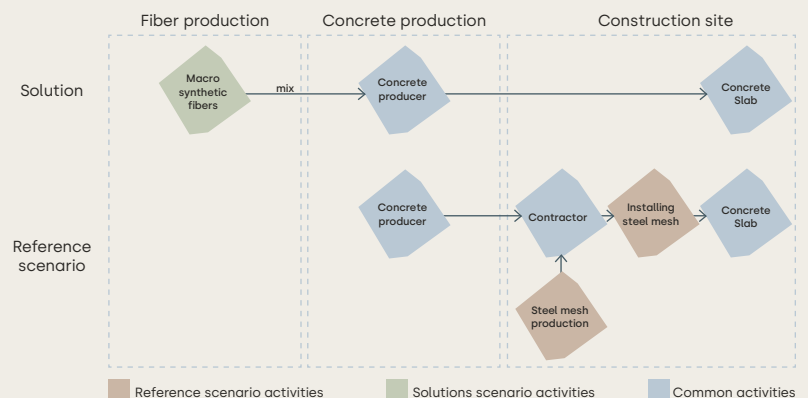 Fiber production
Concrete production
Construction site
Solution
Macro
synthetic
fibers
mix
Concrete
producer
Concrete
Slab
Reference
scenario
Concrete
producer
Contractor
Installing
steel mesh
Concrete
Slab
Steel mesh
production
Reference scenario activities
Solutions scenario activities
Common activities